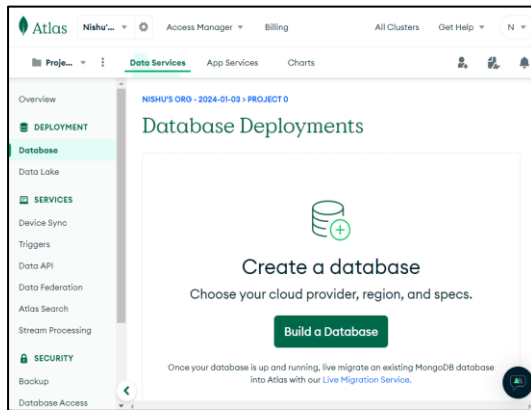 Atlas Nishu'... Access Manager Billing All Clusters Get Help N
Proje... Data Services App Services Charts
Overview
DEPLOYMENT
Database
Data Lake
SERVICES
Device Sync
Triggers
Data API
Data Federation
Atlas Search
Stream Processing
SECURITY
Backup
Database Access
NISHU'S ORG - 2024-01-03 > PROJECT 0
Database Deployments
Create a database
Choose your cloud provider, region, and specs.
Build a Database
Once your database is up and running, live migrate an existing MongoDB database
into Atlas with our Live Migration Service.